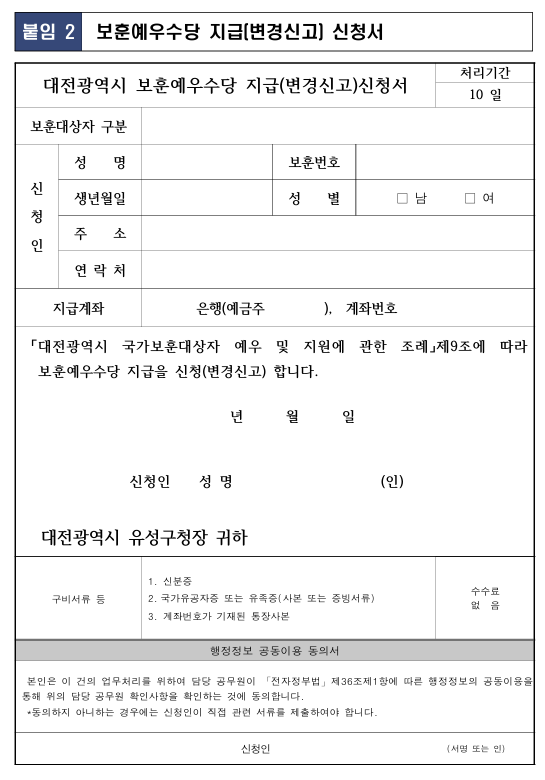 붙임 2 보훈예우수당 지급(변경신고) 신청서
대전광역시 보훈예우수당 지급(변경신고)신청서
처리기간
10 일
보훈대상자 구분
신청인
성 명
보훈번호
생년월일
성 별
□ 남 □ 여
주 소
연 락 처
지급계좌
은행(예금주 ), 계좌번호
「대전광역시 국가보훈대상자 예우 및 지원에 관한 조례」제9조에 따라
보훈예우수당 지급을 신청(변경신고) 합니다.
년 월 일
신청인 성 명 (인)
대전광역시 유성구청장 귀하
구비서류 등
1. 신분증
2. 국가유공자증 또는 유족증(사본 또는 증빙서류)
3. 계좌번호가 기재된 통장사본
수수료
없 음
행정정보 공동이용 동의서
본인은 이 건의 업무처리를 위하여 담당 공무원이 「전자정부법」제36조제1항에 따른 행정정보의 공동이용을
통해 위의 담당 공무원 확인사항을 확인하는 것에 동의합니다.
*동의하지 아니하는 경우에는 신청인이 직접 관련 서류를 제출하여야 합니다.
신청인 (서명 또는 인)